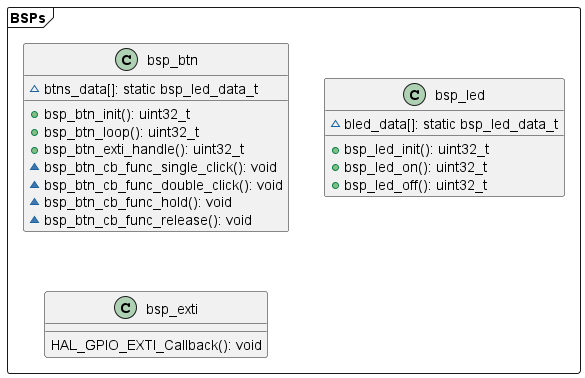 BSPs
C bsp_btn
btns_data[]: static bsp_led_data_t
bsp_btn_init(): uint32_t
bsp_btn_loop(): uint32_t
bsp_btn_exti_handle(): uint32_t
bsp_btn_cb_func_single_click(): void
bsp_btn_cb_func_double_click(): void
bsp_btn_cb_func_hold(): void
bsp_btn_cb_func_release(): void
C bsp_led
bled_data[]: static bsp_led_data_t
bsp_led_init(): uint32_t
bsp_led_on(): uint32_t
bsp_led_off(): uint32_t
C bsp_exti
HAL_GPIO_EXTI_Callback(): void